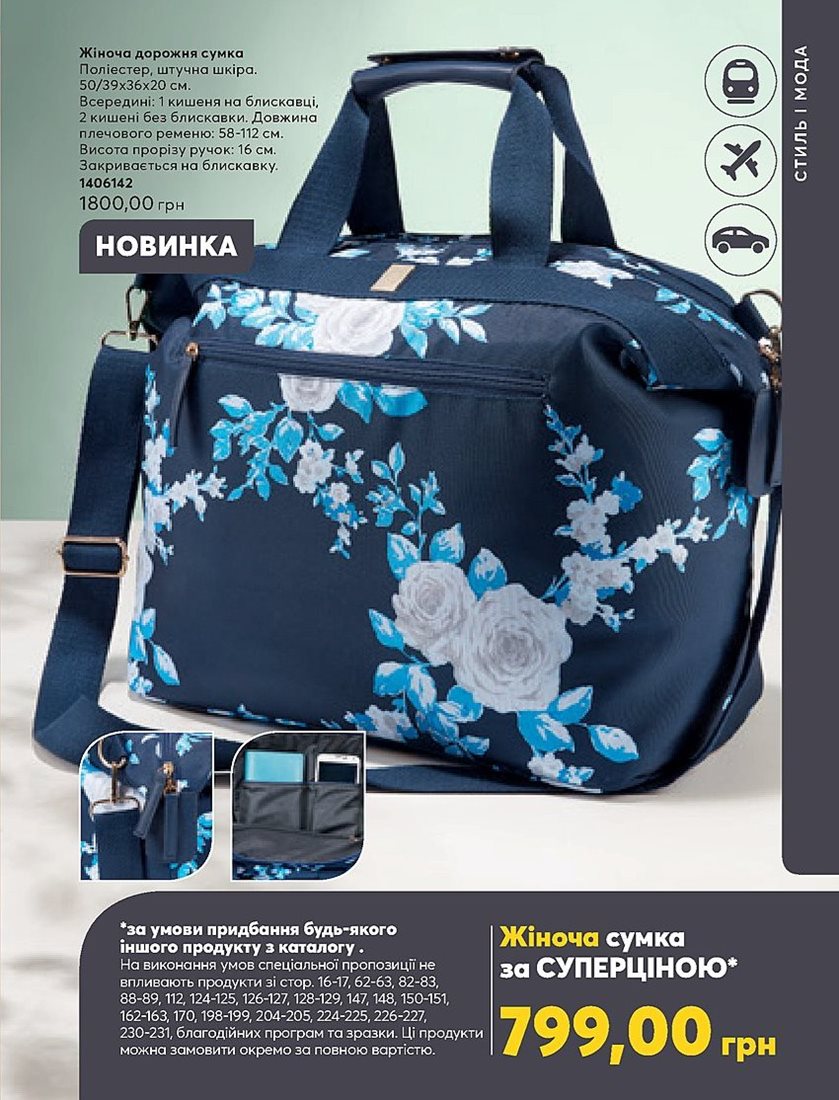 Жіноча дорожня сумка
Поліестер, штучна шкіра.
50/39х36х20 см.
Всередині: 1 кишеня на блискавці,
2 кишені без блискавки. Довжина
плечового ременю: 58-112 см.
Висота прорізу ручок: 16 см.
Закривається на блискавку.
1406142
1800,00 грн
НОВИНКА
СТИЛЬ | МОДА
*за умови придбання будь-якого
іншого продукту з каталогу .
На виконання умов спеціальної пропозиції не
впливають продукти зі стор. 16-17, 62-63, 82-83,
88-89, 112, 124-125, 126-127, 128-129, 147, 148, 150-151,
162-163, 170, 198-199, 204-205, 224-225, 226-227,
230-231, благодійних програм та зразки. Ці продукти
можна замовити окремо за повною вартістю.
Жіноча сумка
за СУПЕРЦІНОЮ*
799,00 грн